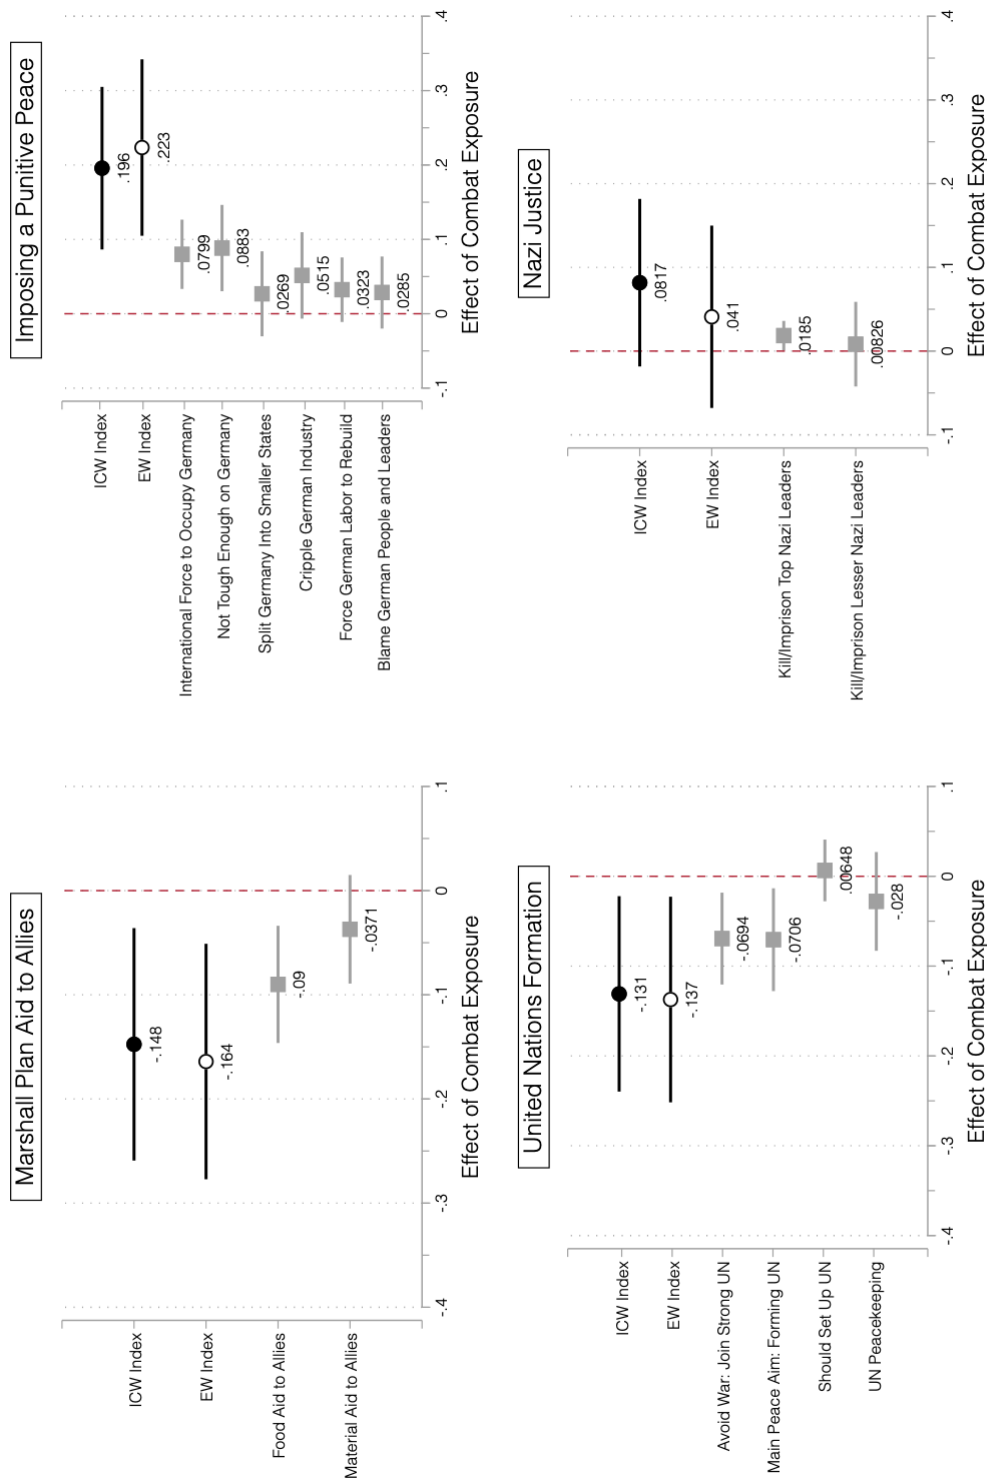 Marshall Plan Aid to Allies
ICW Index
EW Index
Food Aid to Allies
Material Aid to Allies
-.148
-.164
-.09
-.0371
-.4
-.3
-.2
-.1
0
.1
Effect of Combat Exposure
Imposing a Punitive Peace
ICW Index
EW Index
International Force to Occupy Germany
Not Tough Enough on Germany
Split Germany Into Smaller States
Cripple German Industry
Force German Labor to Rebuild
Blame German People and Leaders
.196
.223
.0799
.0883
.0269
.0515
.0323
.0285
-.1
0
.1
.2
.3
.4
Effect of Combat Exposure
United Nations Formation
ICW Index
EW Index
Avoid War: Join Strong UN
Main Peace Aim: Forming UN
Should Set Up UN
UN Peacekeeping
-.131
-.137
-.0694
-.0706
.00648
-.028
-.4
-.3
-.2
-.1
0
.1
Effect of Combat Exposure
Nazi Justice
ICW Index
EW Index
Kill/Imprison Top Nazi Leaders
Kill/Imprison Lesser Nazi Leaders
.0817
.041
.0185
.00826
-.1
0
.1
.2
.3
.4
Effect of Combat Exposure